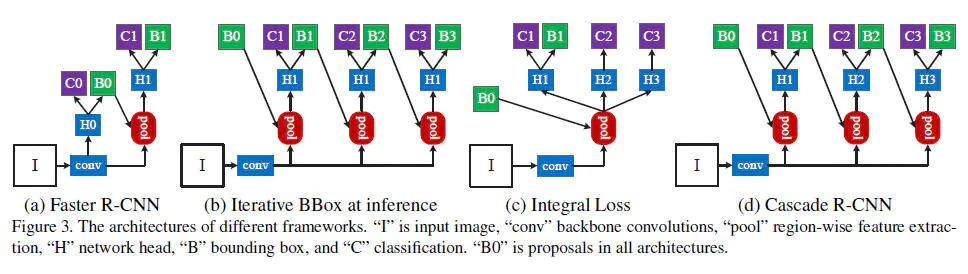 C1 B1
C0 B0 H1
H0 pool
I conv
B0 C1 B1 C2 B2 C3 B3
H1 H1 H1
pool pool pool
I conv
C1 B1 C2 C3
H1 H2 H3
B0
pool
I conv
B0 C1 B1 C2 B2 C3 B3
H1 H2 H3
pool pool pool
I conv
(a) Faster R-CNN (b) Iterative BBox at inference (c) Integral Loss (d) Cascade R-CNN
Figure 3. The architectures of different frameworks. “I” is input image, “conv” backbone convolutions, “pool” region-wise feature extrac-
tion, “H” network head, “B” bounding box, and “C” classification. “B0” is proposals in all architectures.